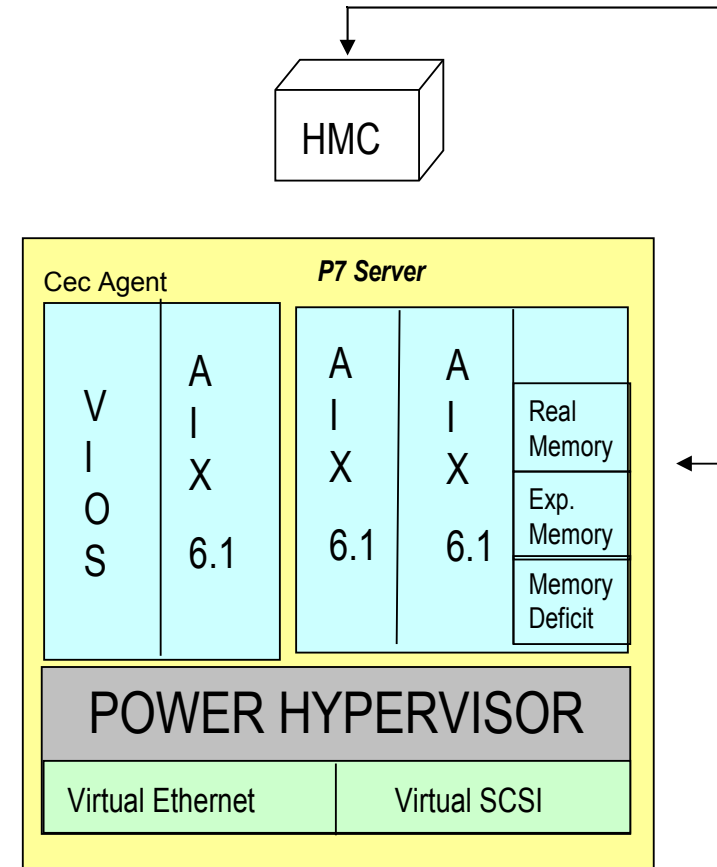 HMC
Cec Agent
P7 Server
V
I
O
S
A
I
X
6.1
A
I
X
6.1
A
I
X
6.1
Real
Memory
Exp.
Memory
Memory
Deficit
POWER HYPERVISOR
Virtual Ethernet
Virtual SCSI